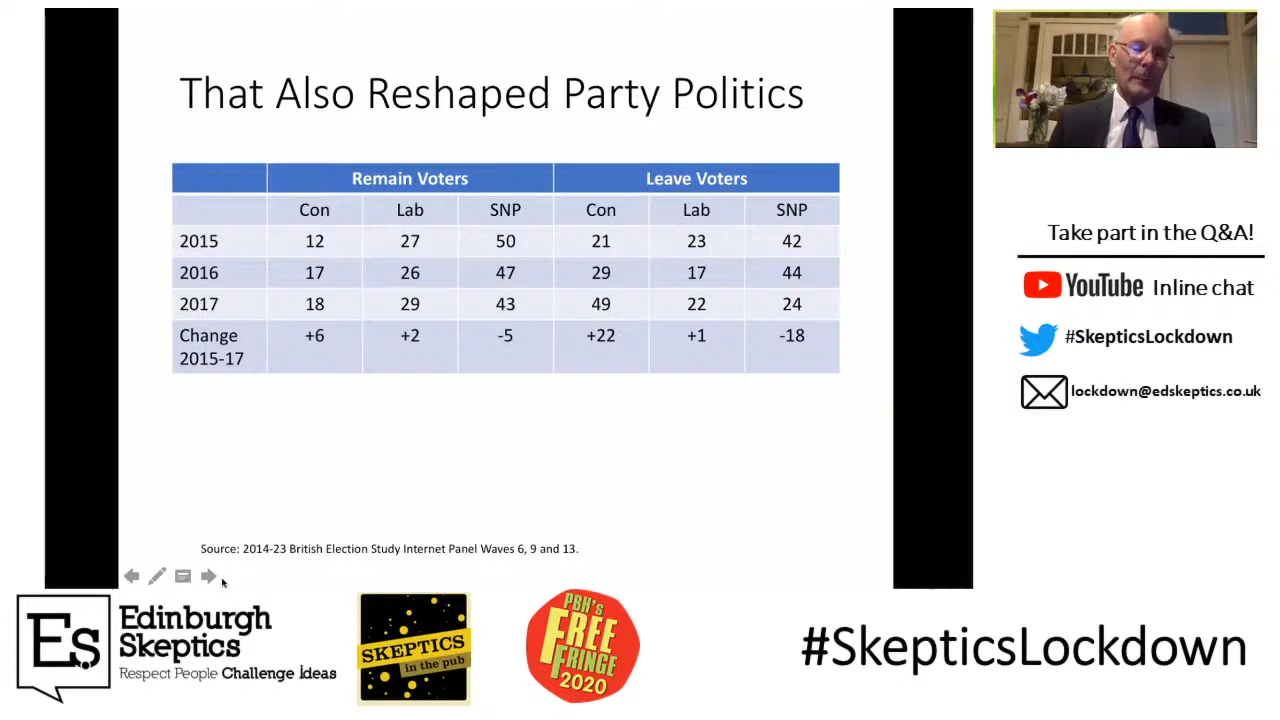 That Also Reshaped Party Politics
Remain Voters Leave Voters
Con Lab SNP Con Lab SNP
2015 12 27 50 21 23 42
2016 17 26 47 29 17 44
2017 18 29 43 49 22 24
Change +6 +2 -5 +22 +1 -18
2015-17
Source: 2014-23 British Election Study Internet Panel Waves 6, 9 and 13.
Take part in the Q&A!
YouTube Inline chat
#SkepticsLockdown
lockdown@edskeptics.co.uk
Es
Edinburgh
Skeptics
Respect People Challenge Ideas
SKEPTICS
in the pub
PBH's
FREE
FRINGE
2020
#SkepticsLockdown